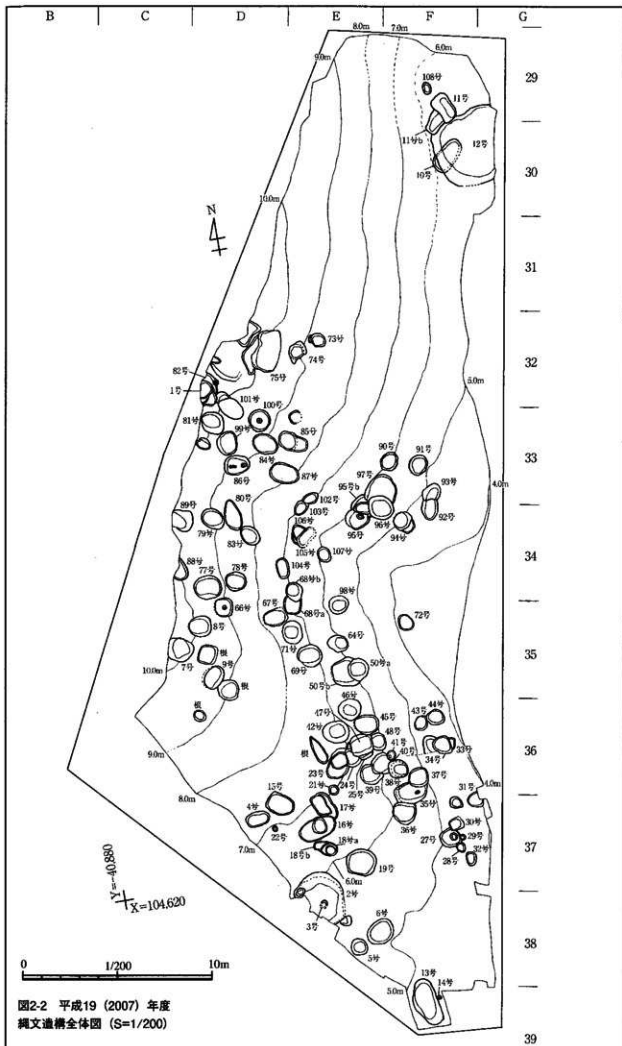 B C D E F G
8.0m 7.0m
9.0m 6.0m
29
108号
11号
11号b
12号
10号
30
10.0m
N
31
73号
74号
32
75号
82号
1号
5.0m
101号
100号
81号
99号
85号
84号
33
90号
91号
86号
87号
97号
4.0m
95号b
93号
102号
80号
103号
92号
89号
96号
79号
106号
95号
94号
83号
105号
34
107号
88号
104号
78号
77号
68号b
98号
66号
67号
68号a
72号
8号
71号
64号
35
根
7号
69号
50号a
9号
10.0m
50号b
根
46号
根
47号
45号
43号
44号
42号
48号
9.0m
41号
36
根
40号
34号
33号
23号
24号
38号
37号
4.0m
8.0m
21号
25号
39号
31号
15号
35号
17号
4号
36号
30号
16号
27号
29号
7.0m
22号
18号a
37
18号b
28号
32号
19号
6.0m
2号
3号
Y=-40,880
X=104,620
6号
38
5号
13号
5.0m
14号
0 1/200 10m
39
図2-2 平成19（2007）年度
縄文遺構全体図（S=1/200）